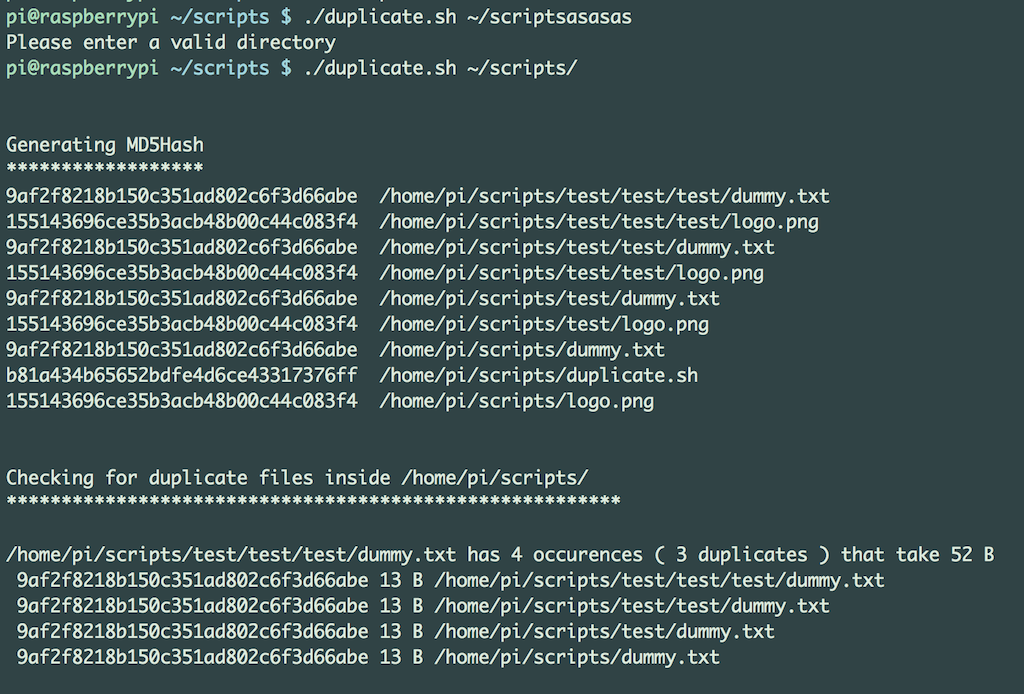 pi@raspberrypi ~/scripts $ ./duplicate.sh ~/scriptsasasas
Please enter a valid directory
pi@raspberrypi ~/scripts $ ./duplicate.sh ~/scripts/
Generating MD5Hash
******************
9af2f8218b150c351ad802c6f3d66abe  /home/pi/scripts/test/test/test/dummy.txt
155143696ce35b3acb48b00c44c083f4  /home/pi/scripts/test/test/test/logo.png
9af2f8218b150c351ad802c6f3d66abe  /home/pi/scripts/test/test/dummy.txt
155143696ce35b3acb48b00c44c083f4  /home/pi/scripts/test/test/logo.png
9af2f8218b150c351ad802c6f3d66abe  /home/pi/scripts/test/dummy.txt
155143696ce35b3acb48b00c44c083f4  /home/pi/scripts/test/logo.png
9af2f8218b150c351ad802c6f3d66abe  /home/pi/scripts/dummy.txt
b81a434b65652bdfe4d6ce43317376ff  /home/pi/scripts/duplicate.sh
155143696ce35b3acb48b00c44c083f4  /home/pi/scripts/logo.png
Checking for duplicate files inside /home/pi/scripts/
********************************************************
/home/pi/scripts/test/test/test/dummy.txt has 4 occurences ( 3 duplicates ) that take 52 B
 9af2f8218b150c351ad802c6f3d66abe 13 B /home/pi/scripts/test/test/test/dummy.txt
 9af2f8218b150c351ad802c6f3d66abe 13 B /home/pi/scripts/test/test/dummy.txt
 9af2f8218b150c351ad802c6f3d66abe 13 B /home/pi/scripts/test/dummy.txt
 9af2f8218b150c351ad802c6f3d66abe 13 B /home/pi/scripts/dummy.txt